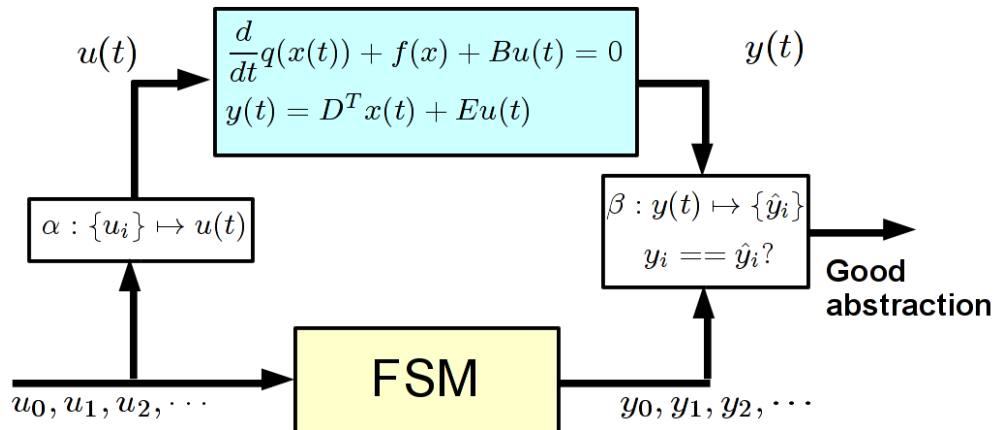 u(t)
d/dt q(x(t)) + f(x) + Bu(t) = 0
y(t)
y(t) = D^T x(t) + Eu(t)
α : {u_i} ↦ u(t)
β : y(t) ↦ {ŷ_i}
y_i == ŷ_i?
Good
abstraction
FSM
u_0, u_1, u_2, ⋯
y_0, y_1, y_2, ⋯